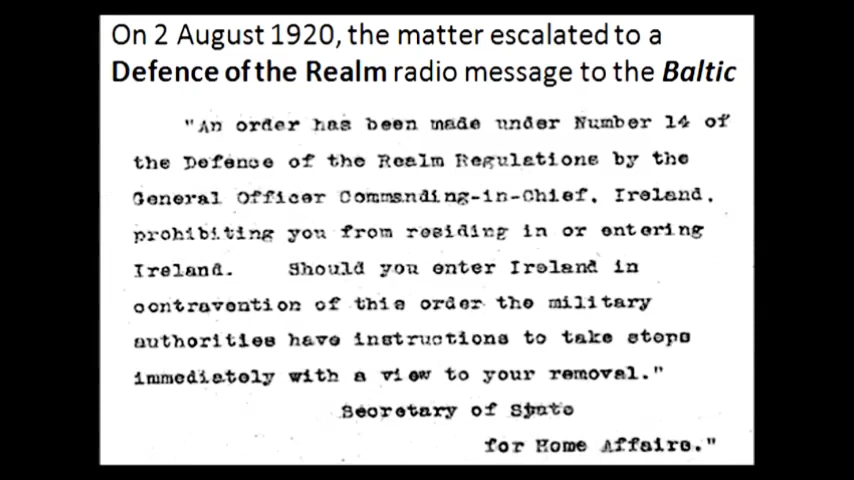 On 2 August 1920, the matter escalated to a
Defence of the Realm radio message to the Baltic
"An order has been made under Number 14 of
the Defence of the Realm Regulations by the
General Officer Commanding-in-Chief, Ireland,
prohibiting you from residing in or entering
Ireland. Should you enter Ireland in
contravention of this order the military
authorities have instructions to take steps
immediately with a view to your removal."
Secretary of State
for Home Affairs."